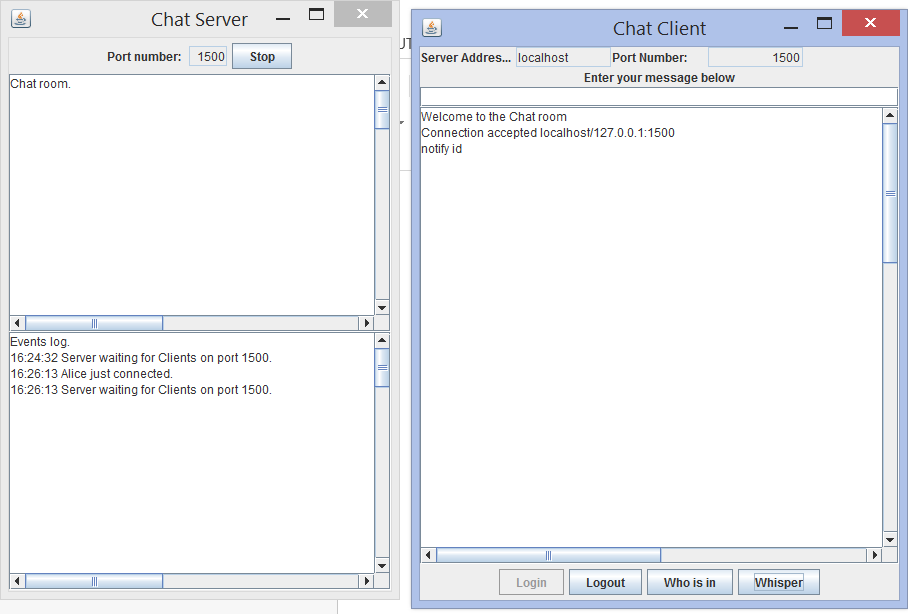 Chat Server
Port number: 1500 Stop
Chat room.
Events log.
16:24:32 Server waiting for Clients on port 1500.
16:26:13 Alice just connected.
16:26:13 Server waiting for Clients on port 1500.
Chat Client
Server Addres... localhost Port Number: 1500
Enter your message below
Welcome to the Chat room
Connection accepted localhost/127.0.0.1:1500
notify id
Login Logout Who is in Whisper